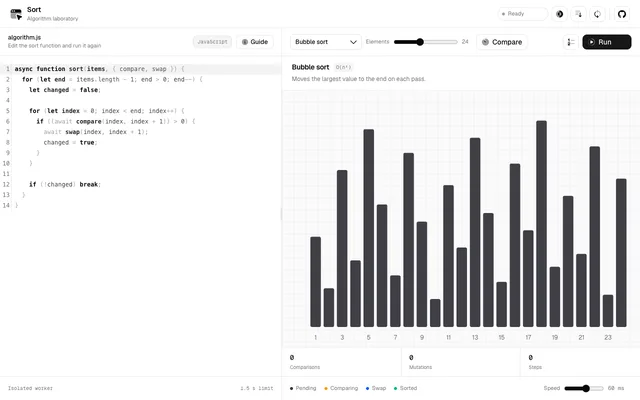 Sort
Algorithm laboratory
Ready
algorithm.js
Edit the sort function and run it again
JavaScript
Guide
Bubble sort
Elements
24
Compare
Run
1 async function sort(items, { compare, swap }) {
2 for (let end = items.length - 1; end > 0; end--) {
3 let changed = false;
4
5 for (let index = 0; index < end; index++) {
6 if ((await compare(index, index + 1)) > 0) {
7 await swap(index, index + 1);
8 changed = true;
9 }
10 }
11
12 if (!changed) break;
13 }
14 }
Bubble sort O(n²)
Moves the largest value to the end on each pass.
1 3 5 7 9 11 13 15 17 19 21 23
0
Comparisons
0
Mutations
0
Steps
Isolated worker
1.5 s limit
Pending
Comparing
Swap
Sorted
Speed
60 ms